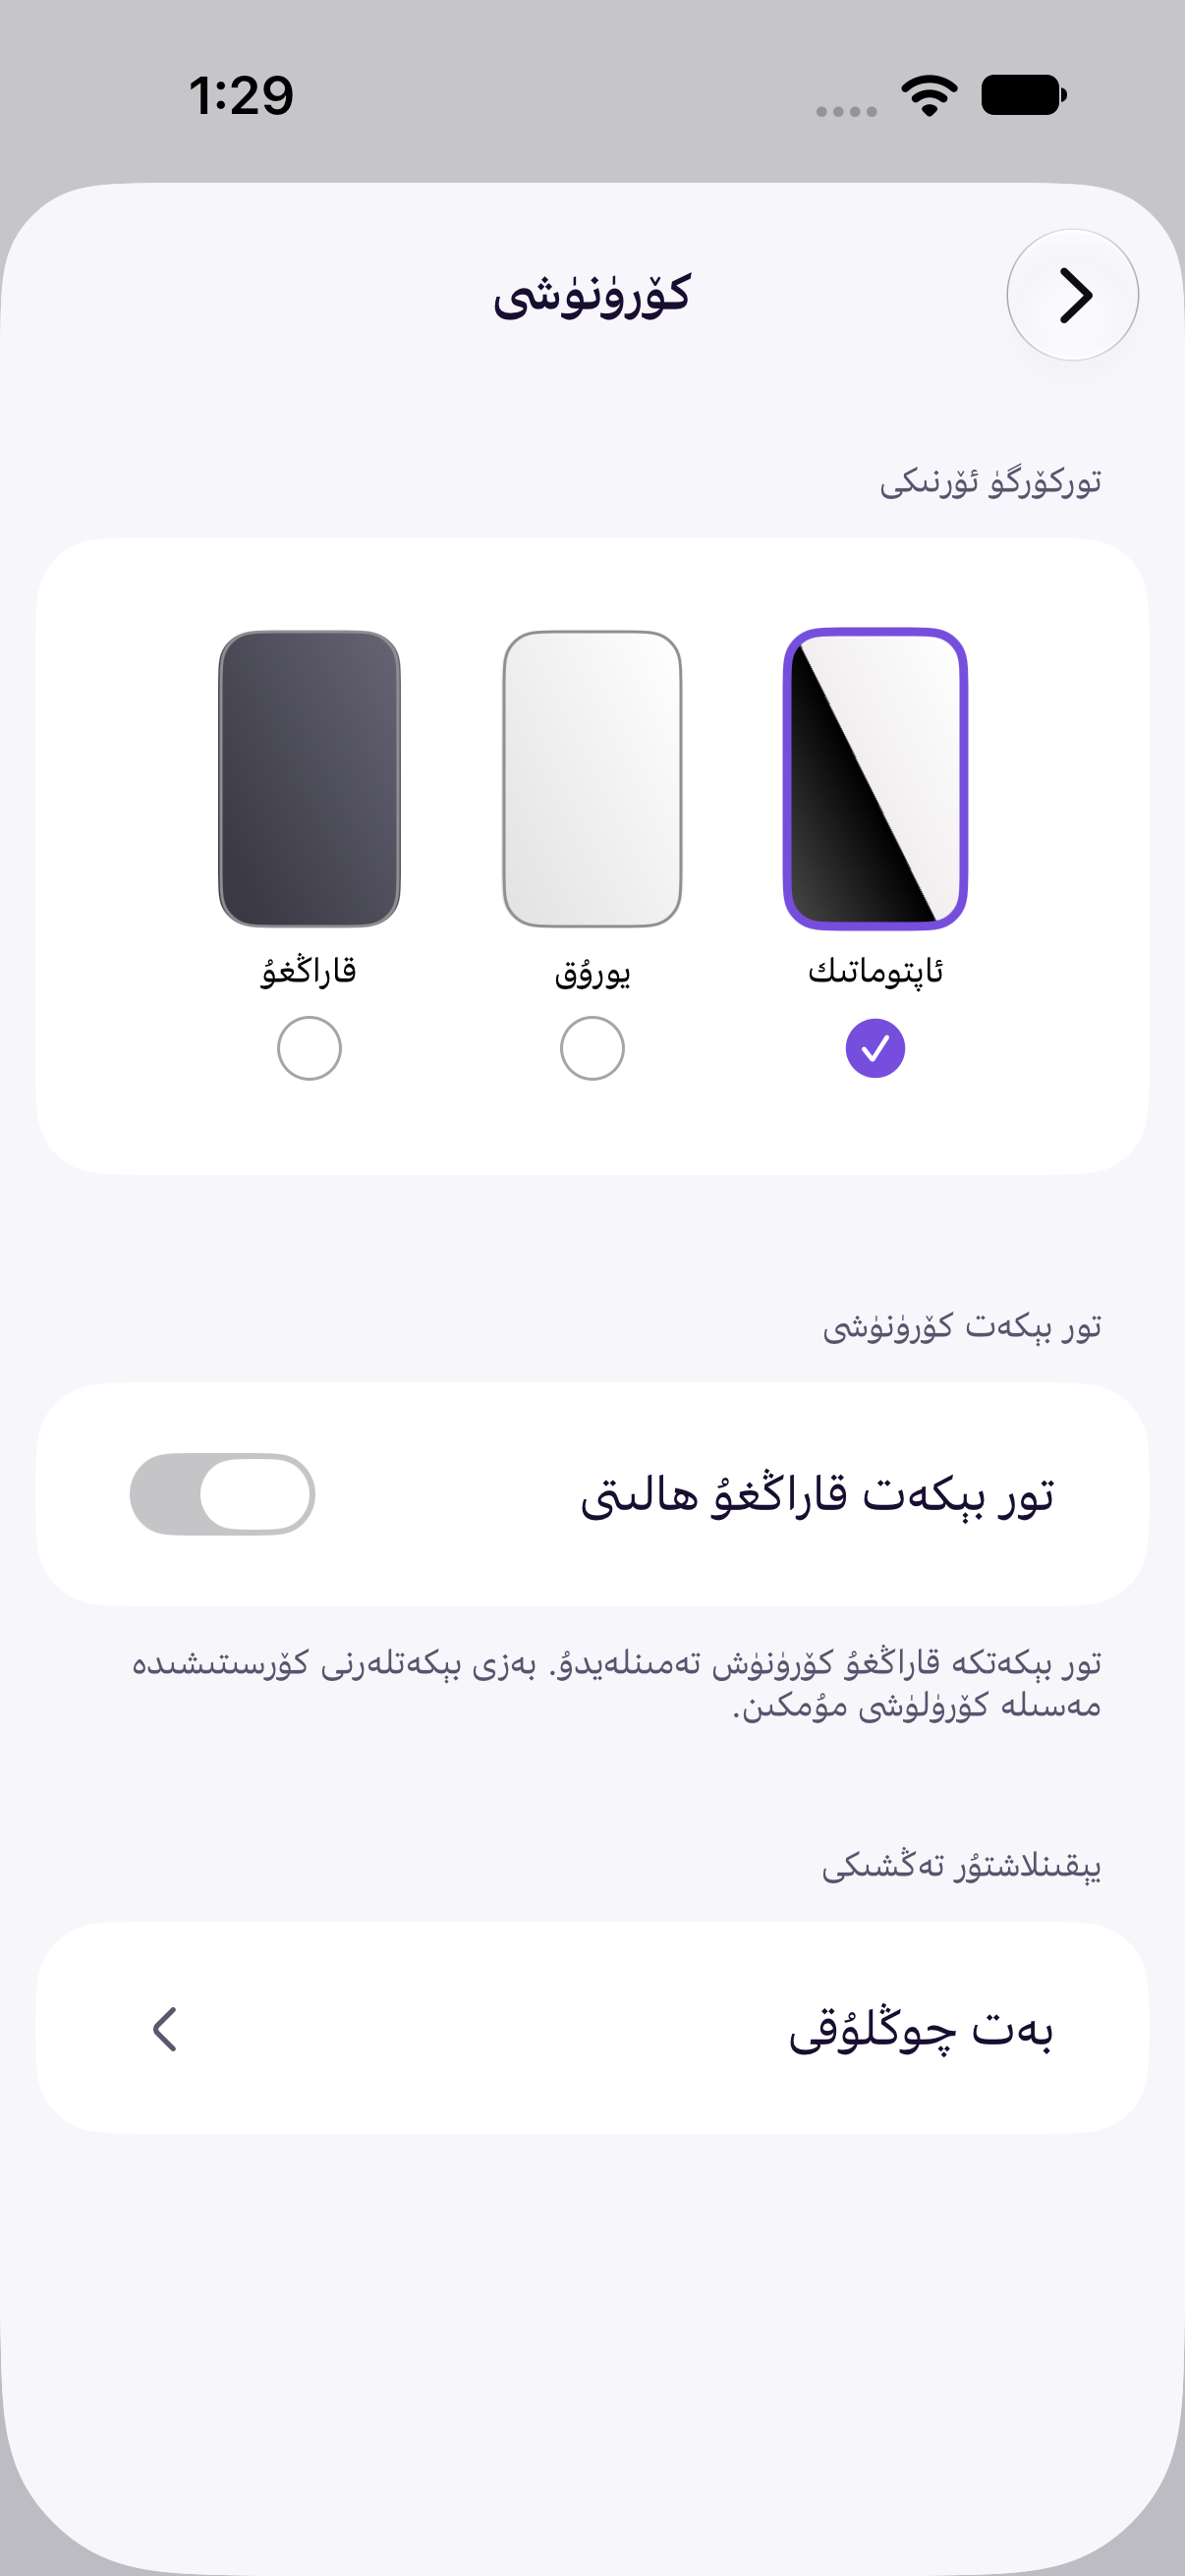 1:29
كۆرۈنۈشى
توركۆرگۈ ئۆرنىكى
ئاپتوماتىك
يورۇق
قاراڭغۇ
تور بېكەت كۆرۈنۈشى
تور بېكەت قاراڭغۇ ھالىتى
تور بېكەتكە قاراڭغۇ كۆرۈنۈش تەمىنلەيدۇ. بەزى بېكەتلەرنى كۆرسىتىشىدە
مەسىلە كۆرۈلۈشى مۇمكىن.
يېقىنلاشتۇر تەڭشىكى
بەت چوڭلۇقى